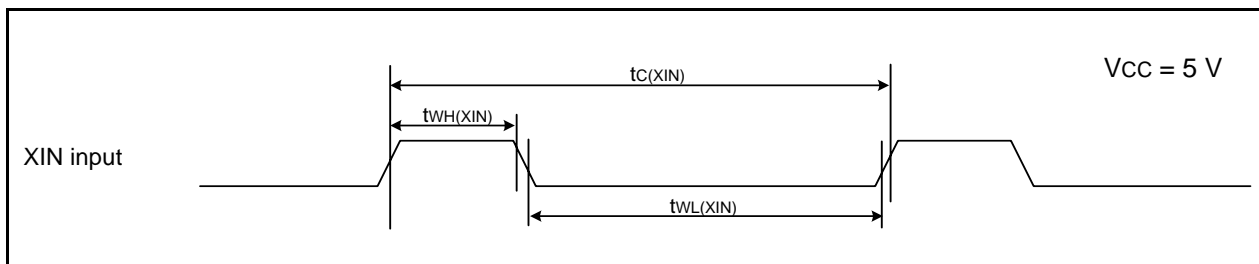 VCC = 5 V
tC(XIN)
tWH(XIN)
XIN input
tWL(XIN)